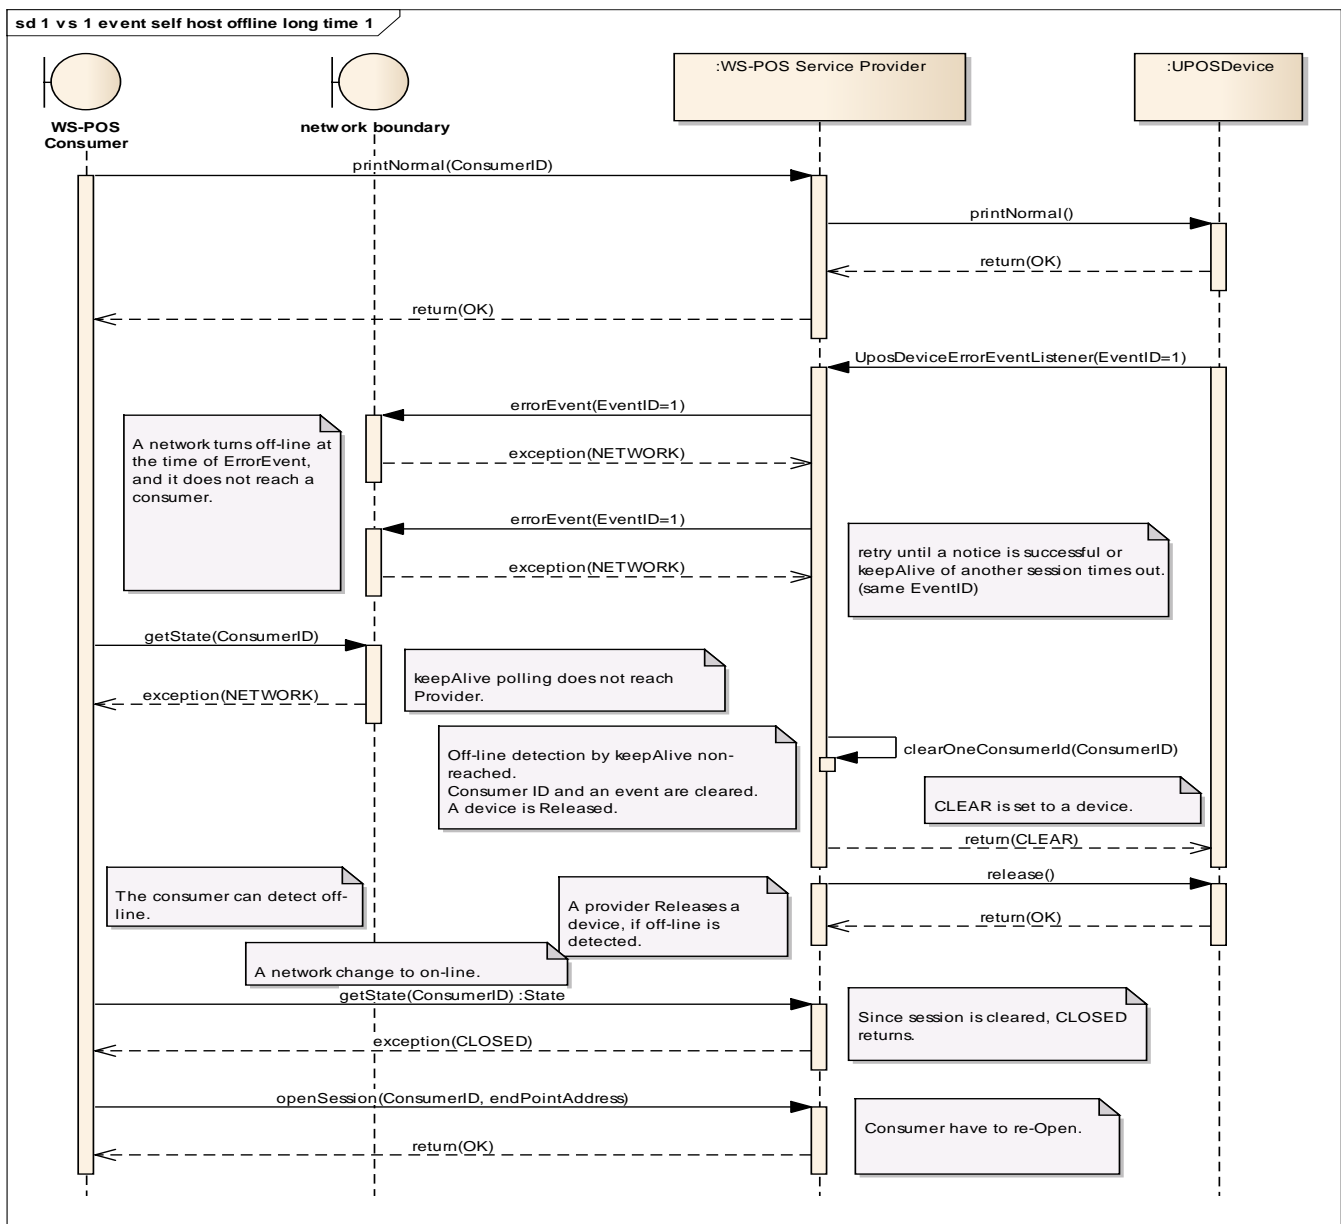 sd 1 vs 1 event self host offline long time 1
:WS-POS Service Provider
:UPOSDevice
WS-POS
Consumer
network boundary
printNormal(ConsumerID)
printNormal()
return(OK)
return(OK)
UposDeviceErrorEventListener(EventID=1)
errorEvent(EventID=1)
A network turns off-line at
the time of ErrorEvent,
and it does not reach a
consumer.
exception(NETWORK)
errorEvent(EventID=1)
exception(NETWORK)
retry until a notice is successful or
keepAlive of another session times out.
(same EventID)
getState(ConsumerID)
exception(NETWORK)
keepAlive polling does not reach
Provider.
Off-line detection by keepAlive non-
reached.
Consumer ID and an event are cleared.
A device is Released.
clearOneConsumerId(ConsumerID)
CLEAR is set to a device.
return(CLEAR)
The consumer can detect off-
line.
release()
A provider Releases a
device, if off-line is
detected.
return(OK)
A network change to on-line.
getState(ConsumerID) :State
Since session is cleared, CLOSED
returns.
exception(CLOSED)
openSession(ConsumerID, endPointAddress)
Consumer have to re-Open.
return(OK)